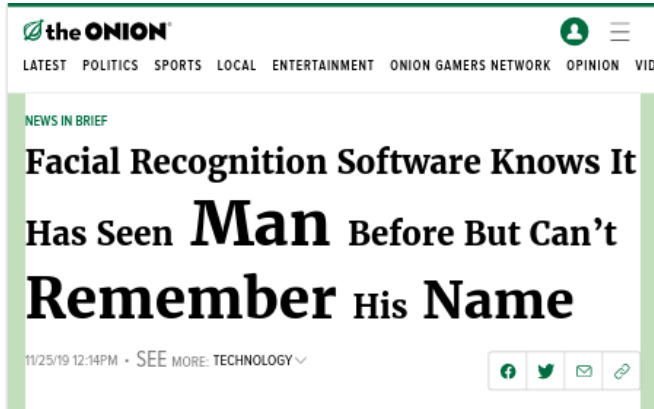 the ONION
LATEST POLITICS SPORTS LOCAL ENTERTAINMENT ONION GAMERS NETWORK OPINION VID
NEWS IN BRIEF
Facial Recognition Software Knows It
Has Seen Man Before But Can’t
Remember His Name
11/25/19 12:14PM • SEE MORE: TECHNOLOGY